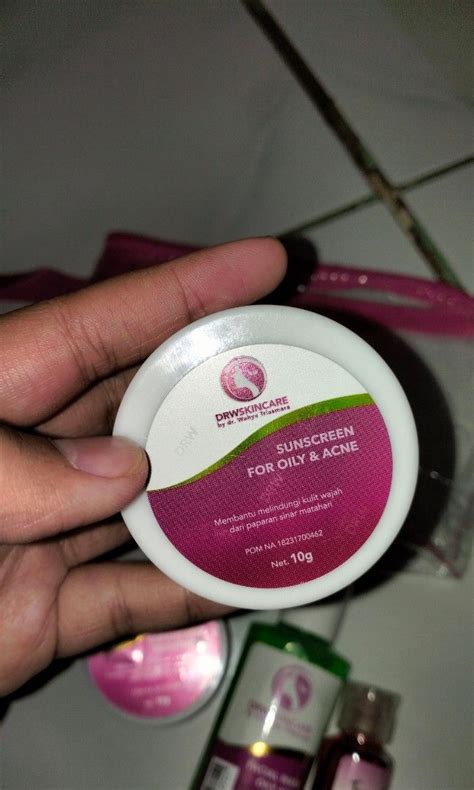 DRWSKINCARE
by dr. Wahyu Triasmara
SUNSCREEN
FOR OILY & ACNE
Membantu melindungi kulit wajah
dari paparan sinar matahari
POM NA 18231700462
Net. 10g
DRWSKINCARE